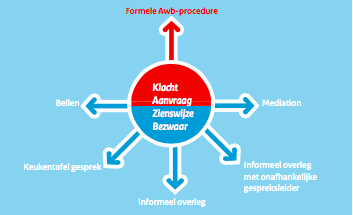 Formele Awb-procedure
Klacht
Aanvraag
Zienswijze
Bezwaar
Bellen
Mediation
Keukentafel gesprek
Informeel overleg
met onafhankelijke
gespreksleider
Informeel overleg